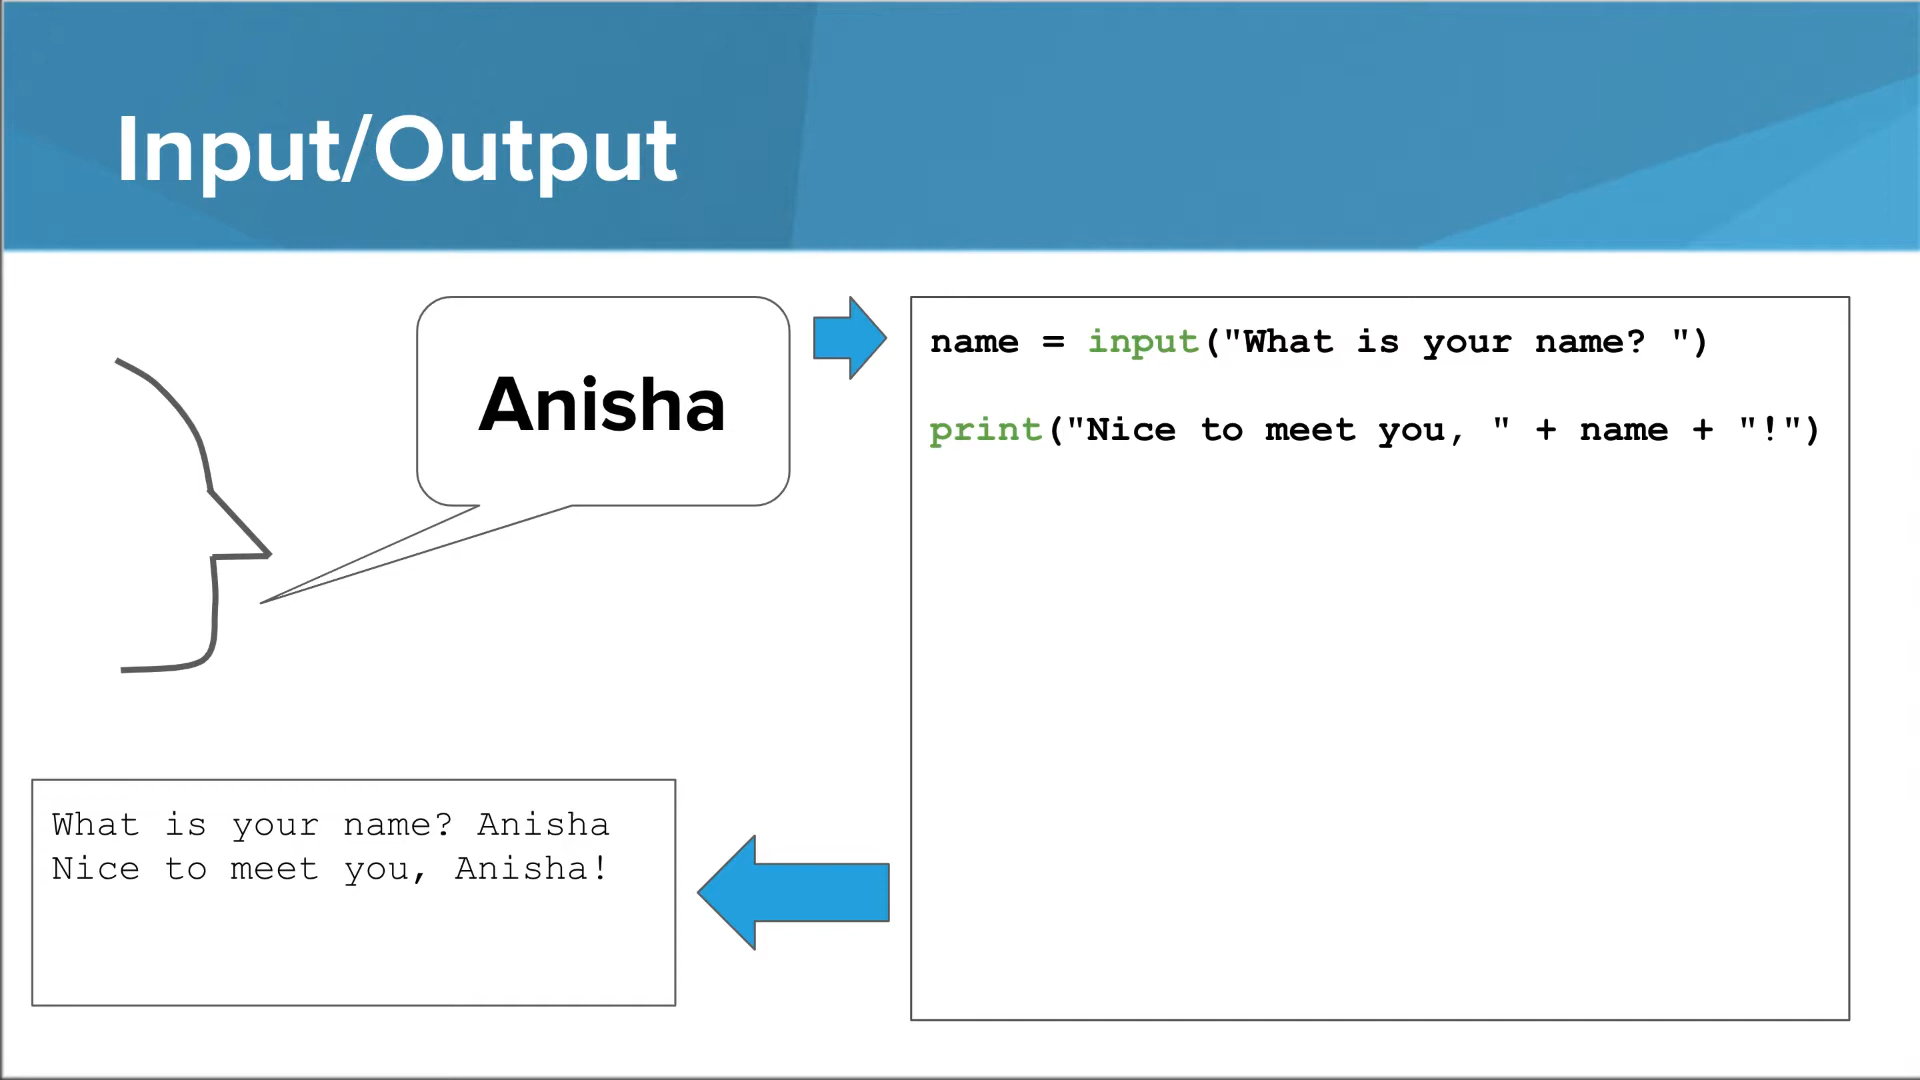 Input/Output
Anisha
name = input("What is your name? ")
print("Nice to meet you, " + name + "!")
What is your name? Anisha
Nice to meet you, Anisha!